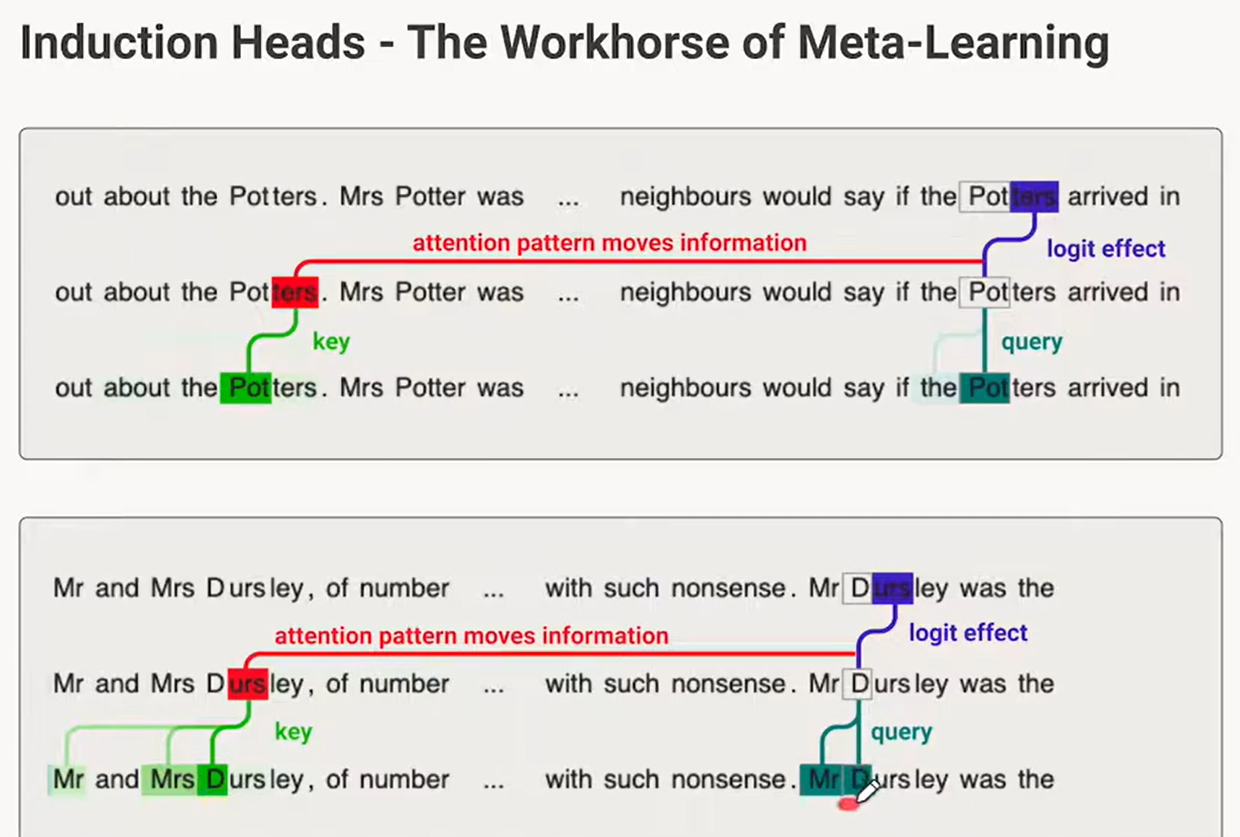 Induction Heads - The Workhorse of Meta-Learning
out about the Potters. Mrs Potter was ... neighbours would say if the Potters arrived in
attention pattern moves information
logit effect
out about the Potters. Mrs Potter was ... neighbours would say if the Potters arrived in
key
query
out about the Potters. Mrs Potter was ... neighbours would say if the Potters arrived in
Mr and Mrs Dursley, of number ... with such nonsense. Mr Dursley was the
attention pattern moves information
logit effect
Mr and Mrs Dursley, of number ... with such nonsense. Mr Dursley was the
key
query
Mr and Mrs Dursley, of number ... with such nonsense. Mr Dursley was the